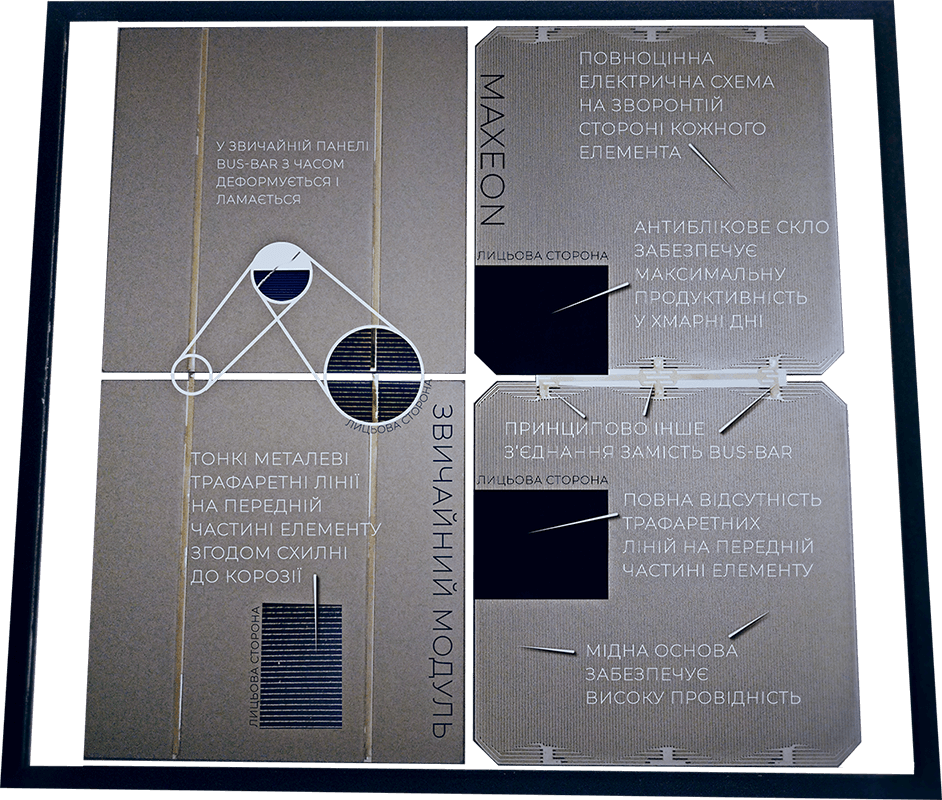 У ЗВИЧАЙНІЙ ПАНЕЛІ
BUS-BAR З ЧАСОМ
ДЕФОРМУЄТЬСЯ І
ЛАМАЄТЬСЯ
ЛИЦЬОВА СТОРОНА
ЗВИЧАЙНИЙ МОДУЛЬ
ТОНКІ МЕТАЛЕВІ
ТРАФАРЕТНІ ЛІНІЇ
НА ПЕРЕДНІЙ
ЧАСТИНІ ЕЛЕМЕНТУ
ЗГОДОМ СХИЛНІ
ДО КОРОЗІЇ
ЛИЦЬОВА СТОРОНА
MAXEON
ПОВНОЦІННА
ЕЛЕКТРИЧНА СХЕМА
НА ЗВОРОНТІЙ
СТОРОНІ КОЖНОГО
ЕЛЕМЕНТА
АНТИБЛІКОВЕ СКЛО
ЗАБЕЗПЕЧУЄ
МАКСИМАЛЬНУ
ПРОДУКТИВНІСТЬ
У ХМАРНІ ДНІ
ЛИЦЬОВА СТОРОНА
ПРИНЦИПОВО ІНШЕ
З'ЄДНАННЯ ЗАМІСТЬ BUS-BAR
ЛИЦЬОВА СТОРОНА
ПОВНА ВІДСУТНІСТЬ
ТРАФАРЕТНИХ
ЛІНІЙ НА ПЕРЕДНІЙ
ЧАСТИНІ ЕЛЕМЕНТУ
МІДНА ОСНОВА
ЗАБЕЗПЕЧУЄ
ВИСОКУ ПРОВІДНІСТЬ